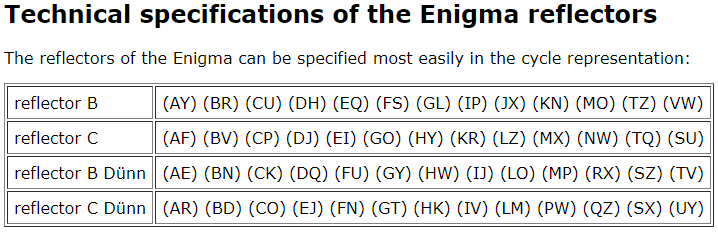 Technical specifications of the Enigma reflectors
The reflectors of the Enigma can be specified most easily in the cycle representation:
reflector B (AY) (BR) (CU) (DH) (EQ) (FS) (GL) (IP) (JX) (KN) (MO) (TZ) (VW)
reflector C (AF) (BV) (CP) (DJ) (EI) (GO) (HY) (KR) (LZ) (MX) (NW) (TQ) (SU)
reflector B Dünn (AE) (BN) (CK) (DQ) (FU) (GY) (HW) (IJ) (LO) (MP) (RX) (SZ) (TV)
reflector C Dünn (AR) (BD) (CO) (EJ) (FN) (GT) (HK) (IV) (LM) (PW) (QZ) (SX) (UY)